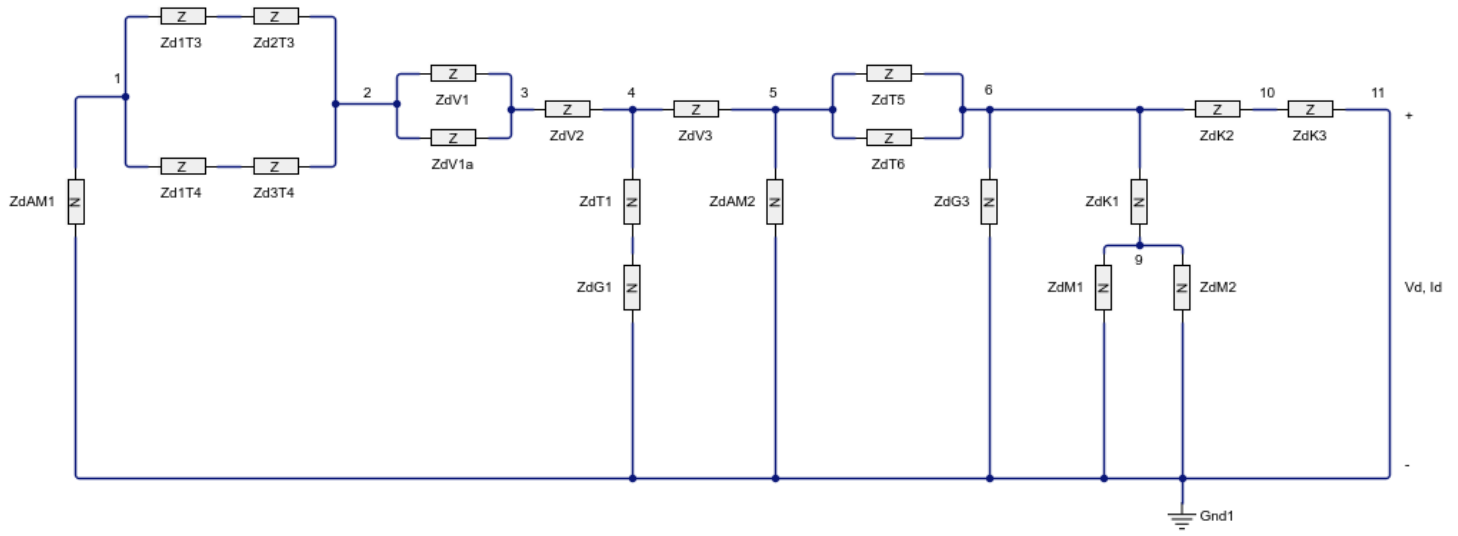 Z Z
Zd1T3 Zd2T3
1 2 3 4 5 6 10 11
Z
ZdV1
Z
ZdV1a
Z
ZdV2
Z
ZdV3
Z
ZdT5
Z
ZdT6
Z Z
ZdK2 ZdK3
+
Z Z
Zd1T4 Zd3T4
ZdAM1 Z
ZdT1 Z
ZdAM2 Z
ZdG3 Z
ZdK1 Z
9
ZdG1 Z
ZdM1 Z
Z ZdM2
Vd, Id
-
Gnd1